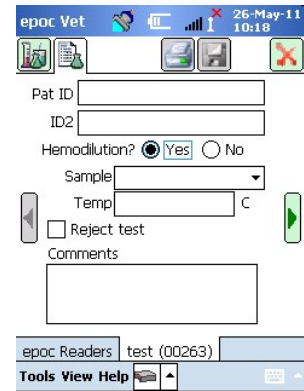 epoc Vet 26-May-11
10:18
Pat ID
ID2
Hemodilution? Yes No
Sample
Temp C
Reject test
Comments
epoc Readers test (00263)
Tools View Help